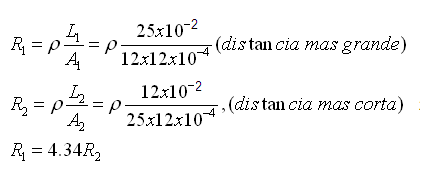 R₁ = ρ L₁/A₁ = ρ 25x10⁻²/12x12x10⁻⁴ (distancia mas grande)
R₂ = ρ L₂/A₂ = ρ 12x10⁻²/25x12x10⁻⁴, (distancia mas corta)
R₁ = 4.34R₂